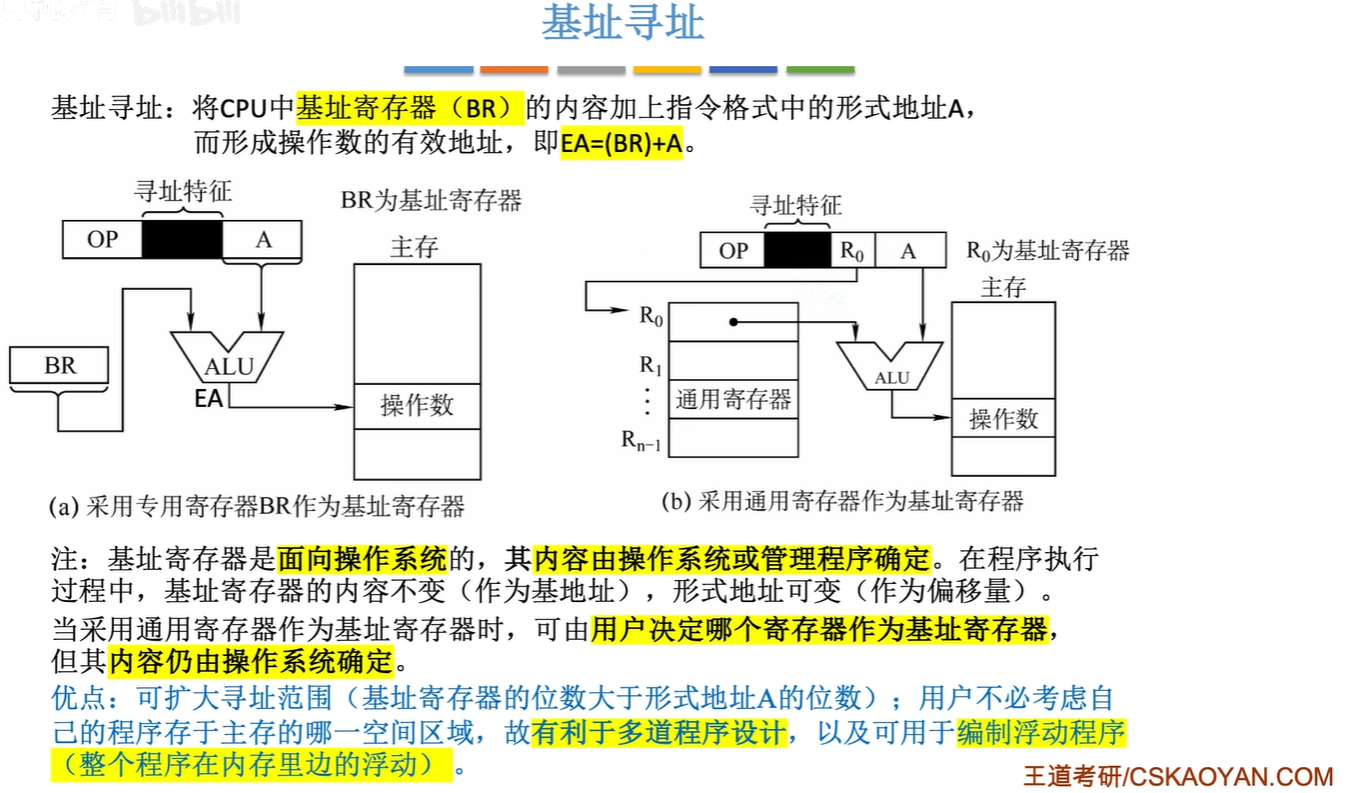 bilibili
基址寻址
基址寻址：将CPU中基址寄存器（BR）的内容加上指令格式中的形式地址A，
而形成操作数的有效地址，即EA=(BR)+A。
寻址特征
BR为基址寄存器
OP
A
主存
BR
ALU
EA
操作数
(a) 采用专用寄存器BR作为基址寄存器
寻址特征
OP
R0
A
R0为基址寄存器
主存
R0
R1
⋮
通用寄存器
Rn−1
ALU
操作数
(b) 采用通用寄存器作为基址寄存器
注：基址寄存器是面向操作系统的，其内容由操作系统或管理程序确定。在程序执行
过程中，基址寄存器的内容不变（作为基地址），形式地址可变（作为偏移量）。
当采用通用寄存器作为基址寄存器时，可由用户决定哪个寄存器作为基址寄存器，
但其内容仍由操作系统确定。
优点：可扩大寻址范围（基址寄存器的位数大于形式地址A的位数）；用户不必考虑自
己的程序存于主存的哪一空间区域，故有利于多道程序设计，以及可用于编制浮动程序
（整个程序在内存里边的浮动）。
王道考研/CSKAOYAN.COM